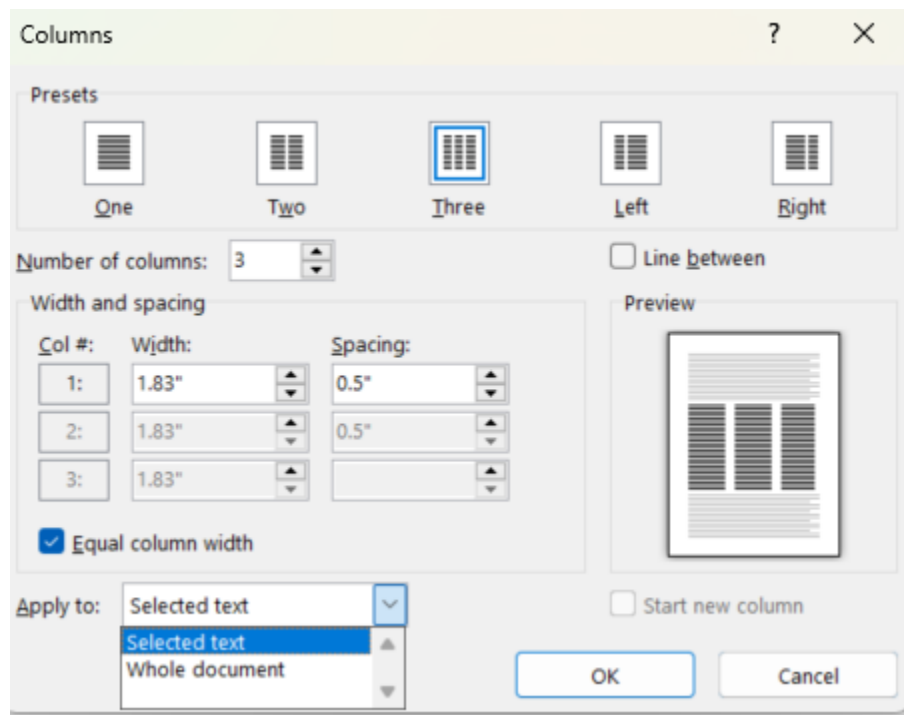 Columns ?
Presets
One Two Three Left Right
Number of columns: 3 Line between
Width and spacing Preview
Col #: Width: Spacing:
1: 1.83" 0.5"
2: 1.83" 0.5"
3: 1.83"
Equal column width
Apply to: Selected text Start new column
Selected text
Whole document
OK Cancel